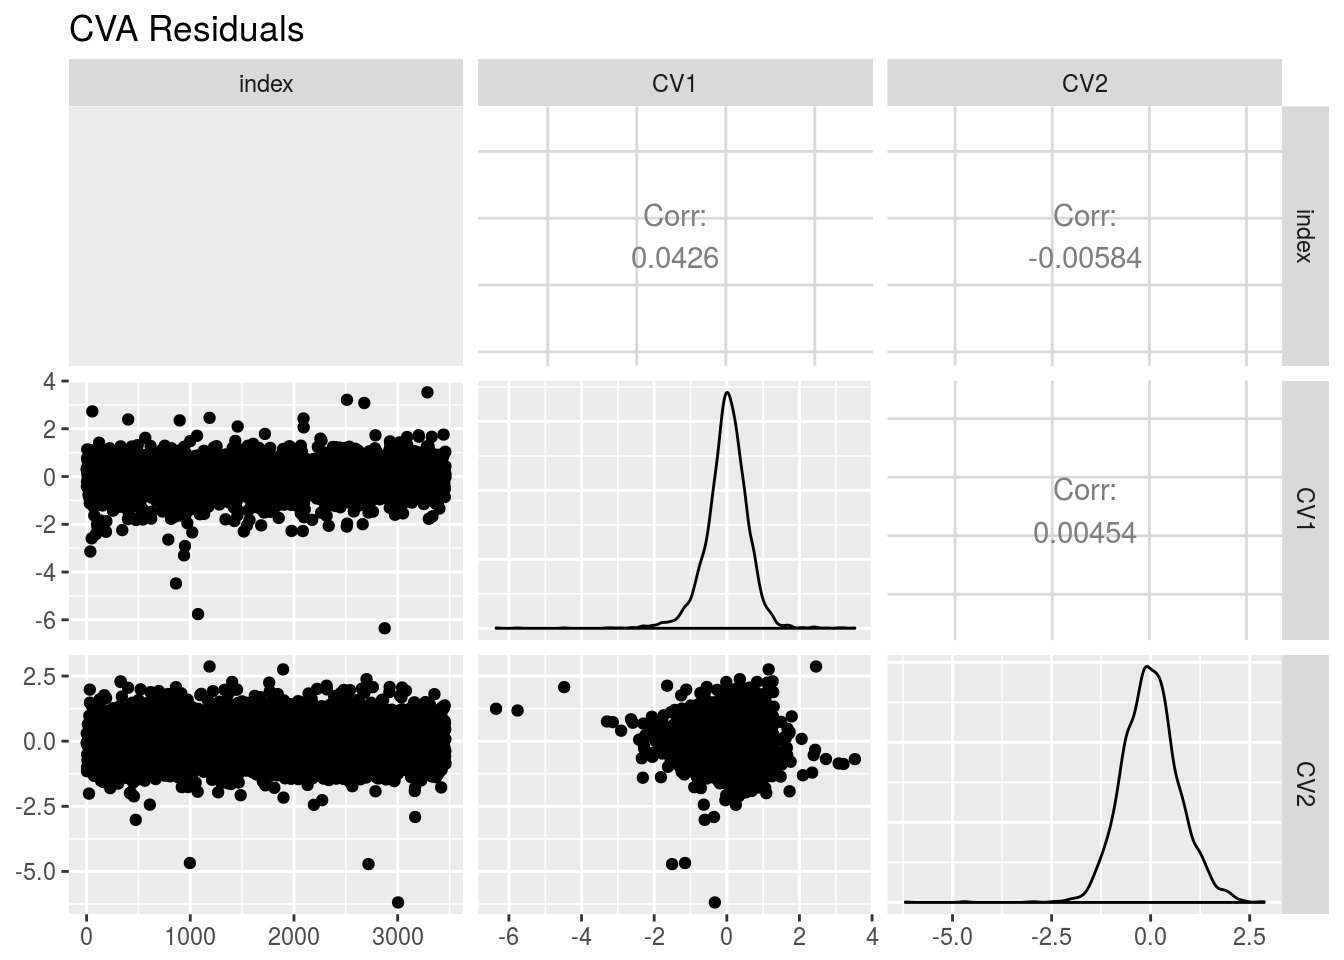 CVA Residuals
index
CV1
CV2
Corr:
0.0426
Corr:
-0.00584
index
4
2
0
-2
-4
-6
Corr:
0.00454
CV1
2.5
0.0
-2.5
-5.0
CV2
0 1000 2000 3000
-6 -4 -2 0 2 4
-5.0 -2.5 0.0 2.5